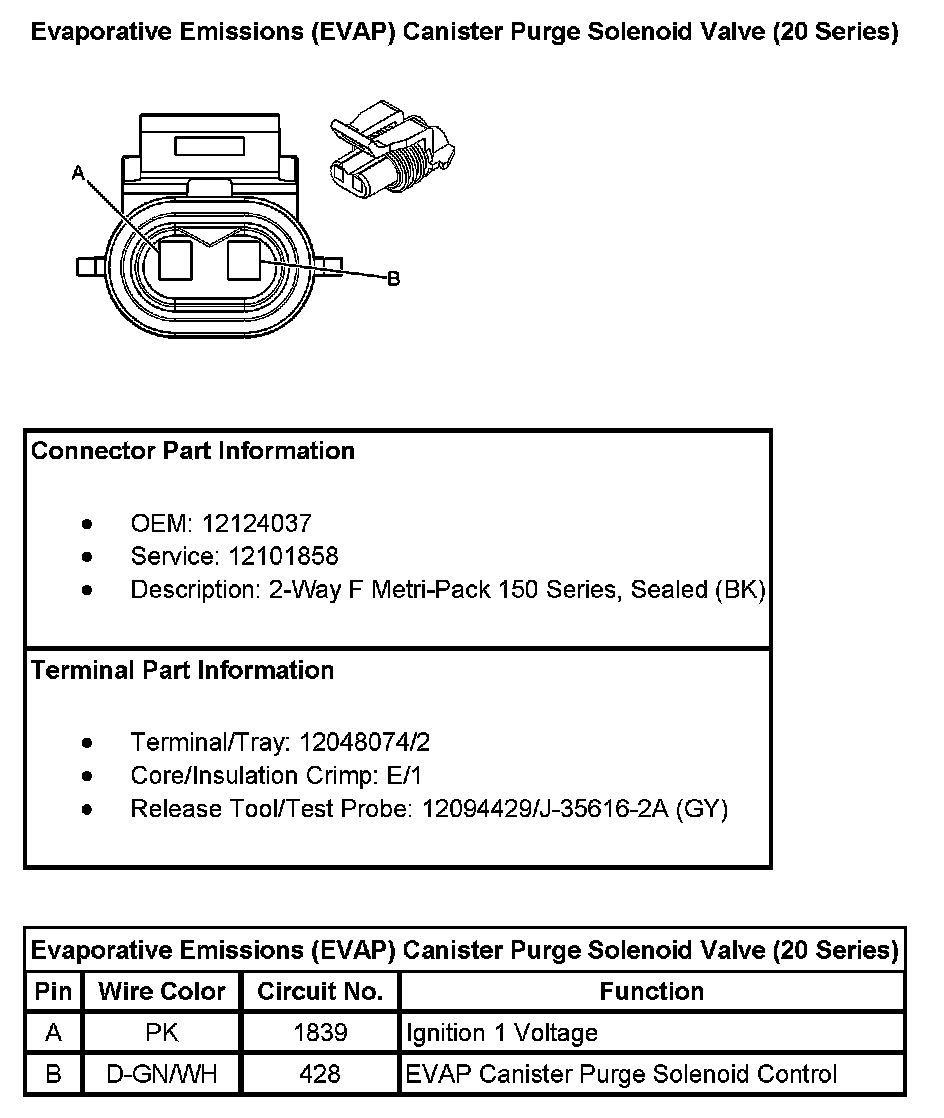 Evaporative Emissions (EVAP) Canister Purge Solenoid Valve (20 Series)
A
B
Connector Part Information
● OEM: 12124037
● Service: 12101858
● Description: 2-Way F Metri-Pack 150 Series, Sealed (BK)
Terminal Part Information
● Terminal/Tray: 12048074/2
● Core/Insulation Crimp: E/1
● Release Tool/Test Probe: 12094429/J-35616-2A (GY)
Evaporative Emissions (EVAP) Canister Purge Solenoid Valve (20 Series)
Pin Wire Color Circuit No. Function
A PK 1839 Ignition 1 Voltage
B D-GN/WH 428 EVAP Canister Purge Solenoid Control